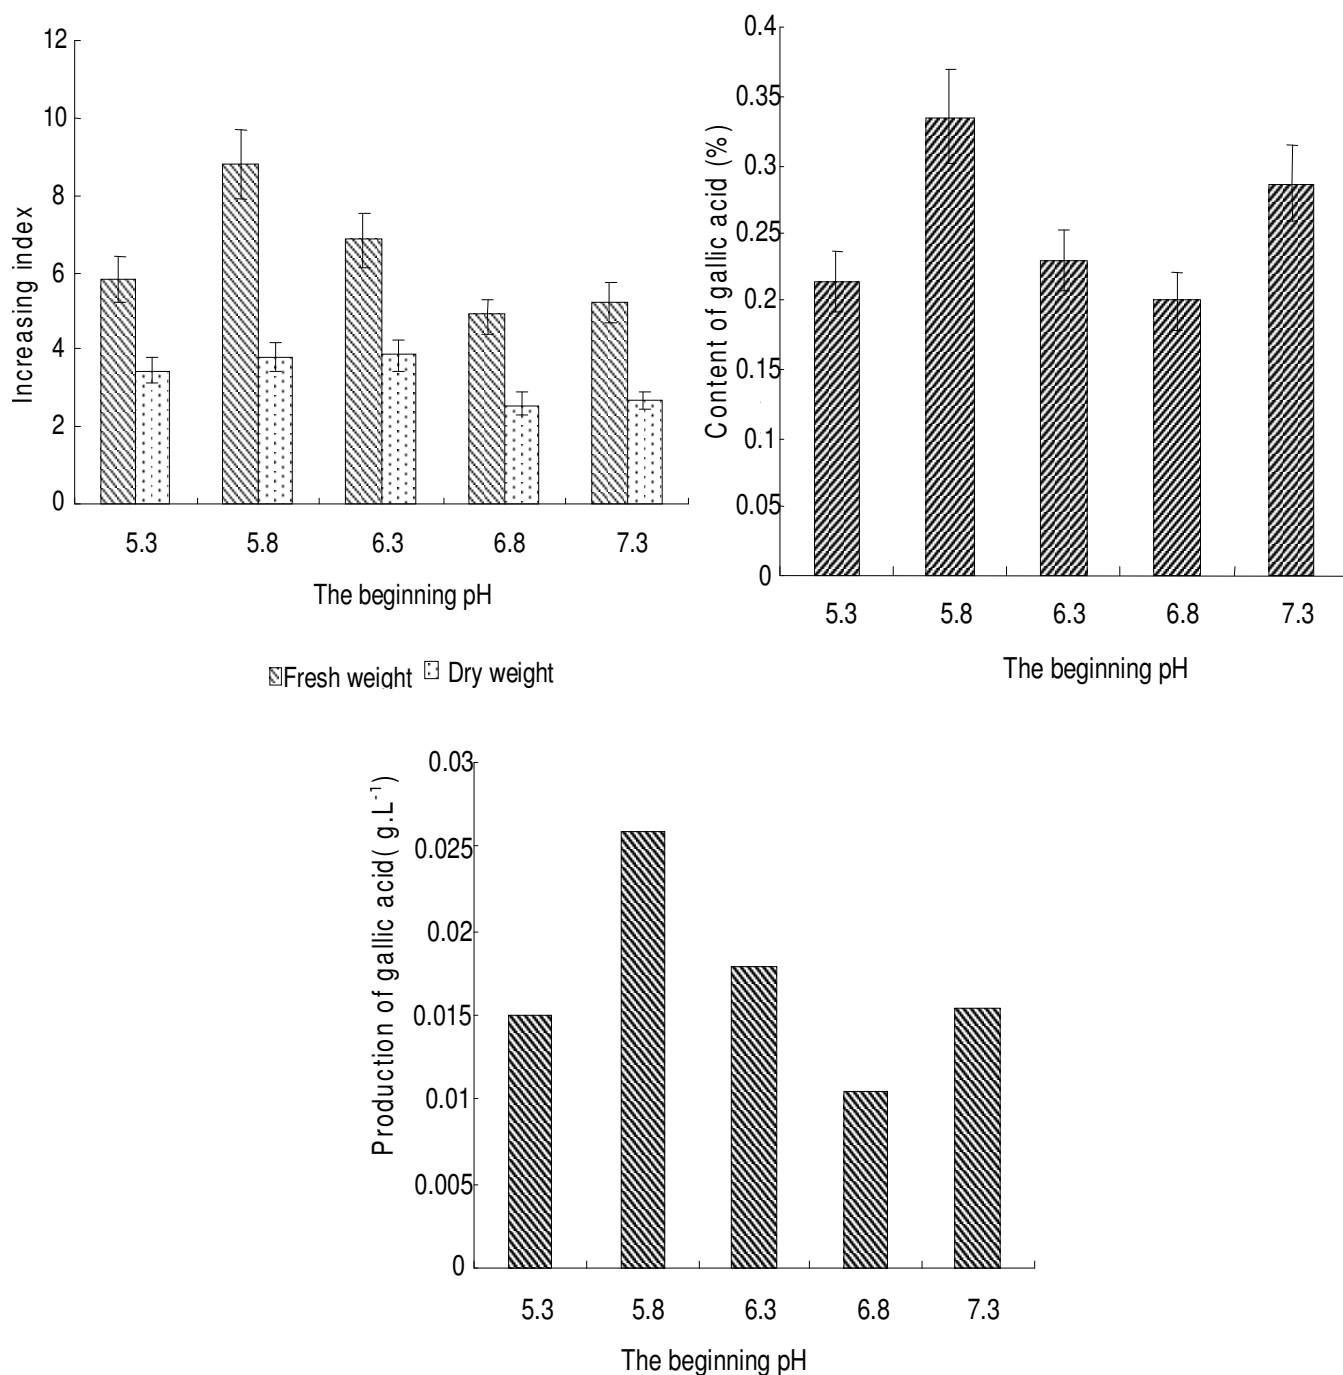 Increasing index
12
10
8
6
4
2
0
5.3 5.8 6.3 6.8 7.3
The beginning pH
Fresh weight Dry weight
Content of gallic acid (%)
0.4
0.35
0.3
0.25
0.2
0.15
0.1
0.05
0
5.3 5.8 6.3 6.8 7.3
The beginning pH
Production of gallic acid( g.L⁻¹)
0.03
0.025
0.02
0.015
0.01
0.005
0
5.3 5.8 6.3 6.8 7.3
The beginning pH